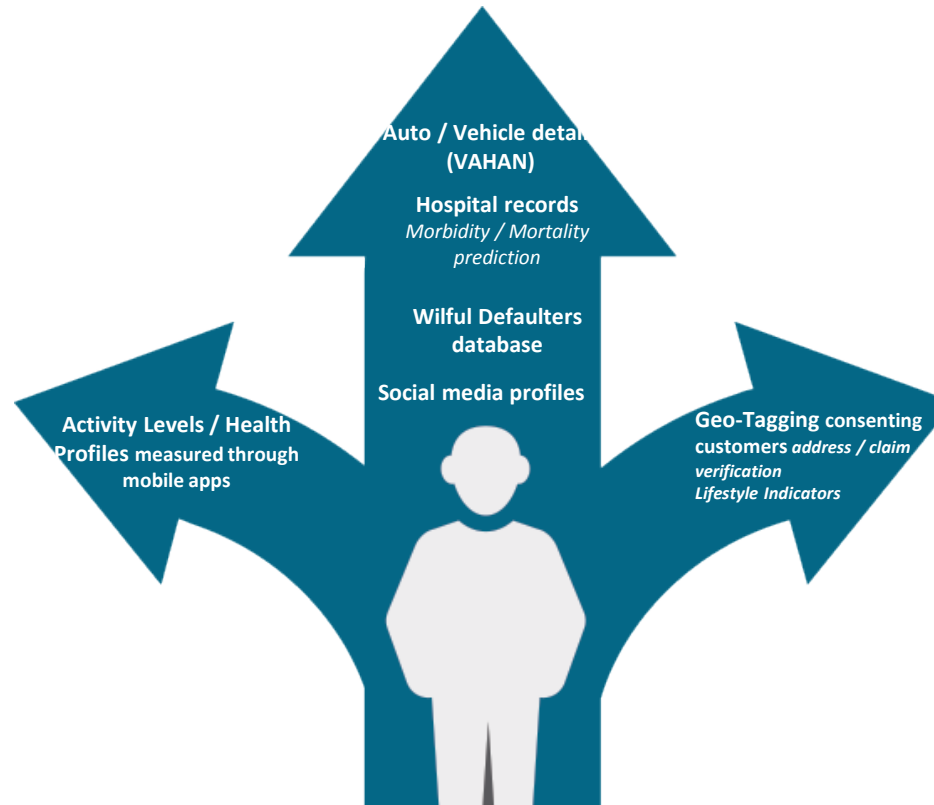 Auto / Vehicle detai
(VAHAN)
Hospital records
Morbidity / Mortality
prediction
Wilful Defaulters
database
Social media profiles
Activity Levels / Health
Profiles measured through
mobile apps
Geo-Tagging consenting
customers address / claim
verification
Lifestyle Indicators